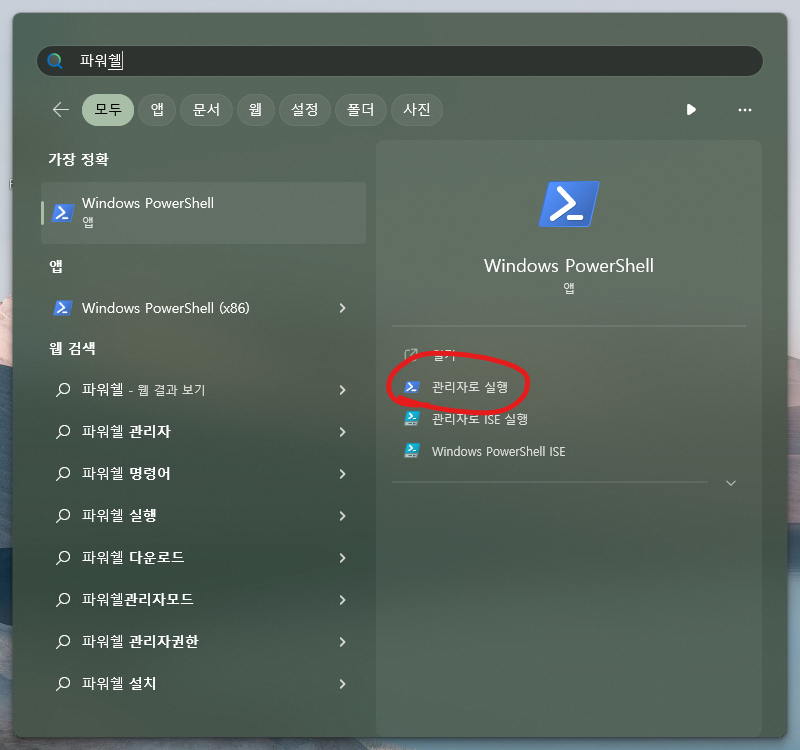 파워쉘
모두 앱 문서 웹 설정 폴더 사진
가장 정확
Windows PowerShell
앱
앱
Windows PowerShell (x86)
웹 검색
파워쉘 - 웹 결과 보기
파워쉘 관리자
파워쉘 명령어
파워쉘 실행
파워쉘 다운로드
파워쉘관리자모드
파워쉘 관리자권한
파워쉘 설치
Windows PowerShell
앱
열기
관리자로 실행
관리자로 ISE 실행
Windows PowerShell ISE